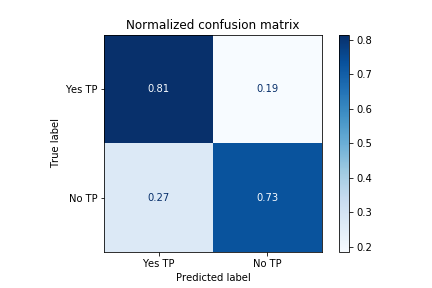 Normalized confusion matrix
True label
Yes TP
0.81
0.19
No TP
0.27
0.73
Yes TP
No TP
Predicted label
0.8
0.7
0.6
0.5
0.4
0.3
0.2